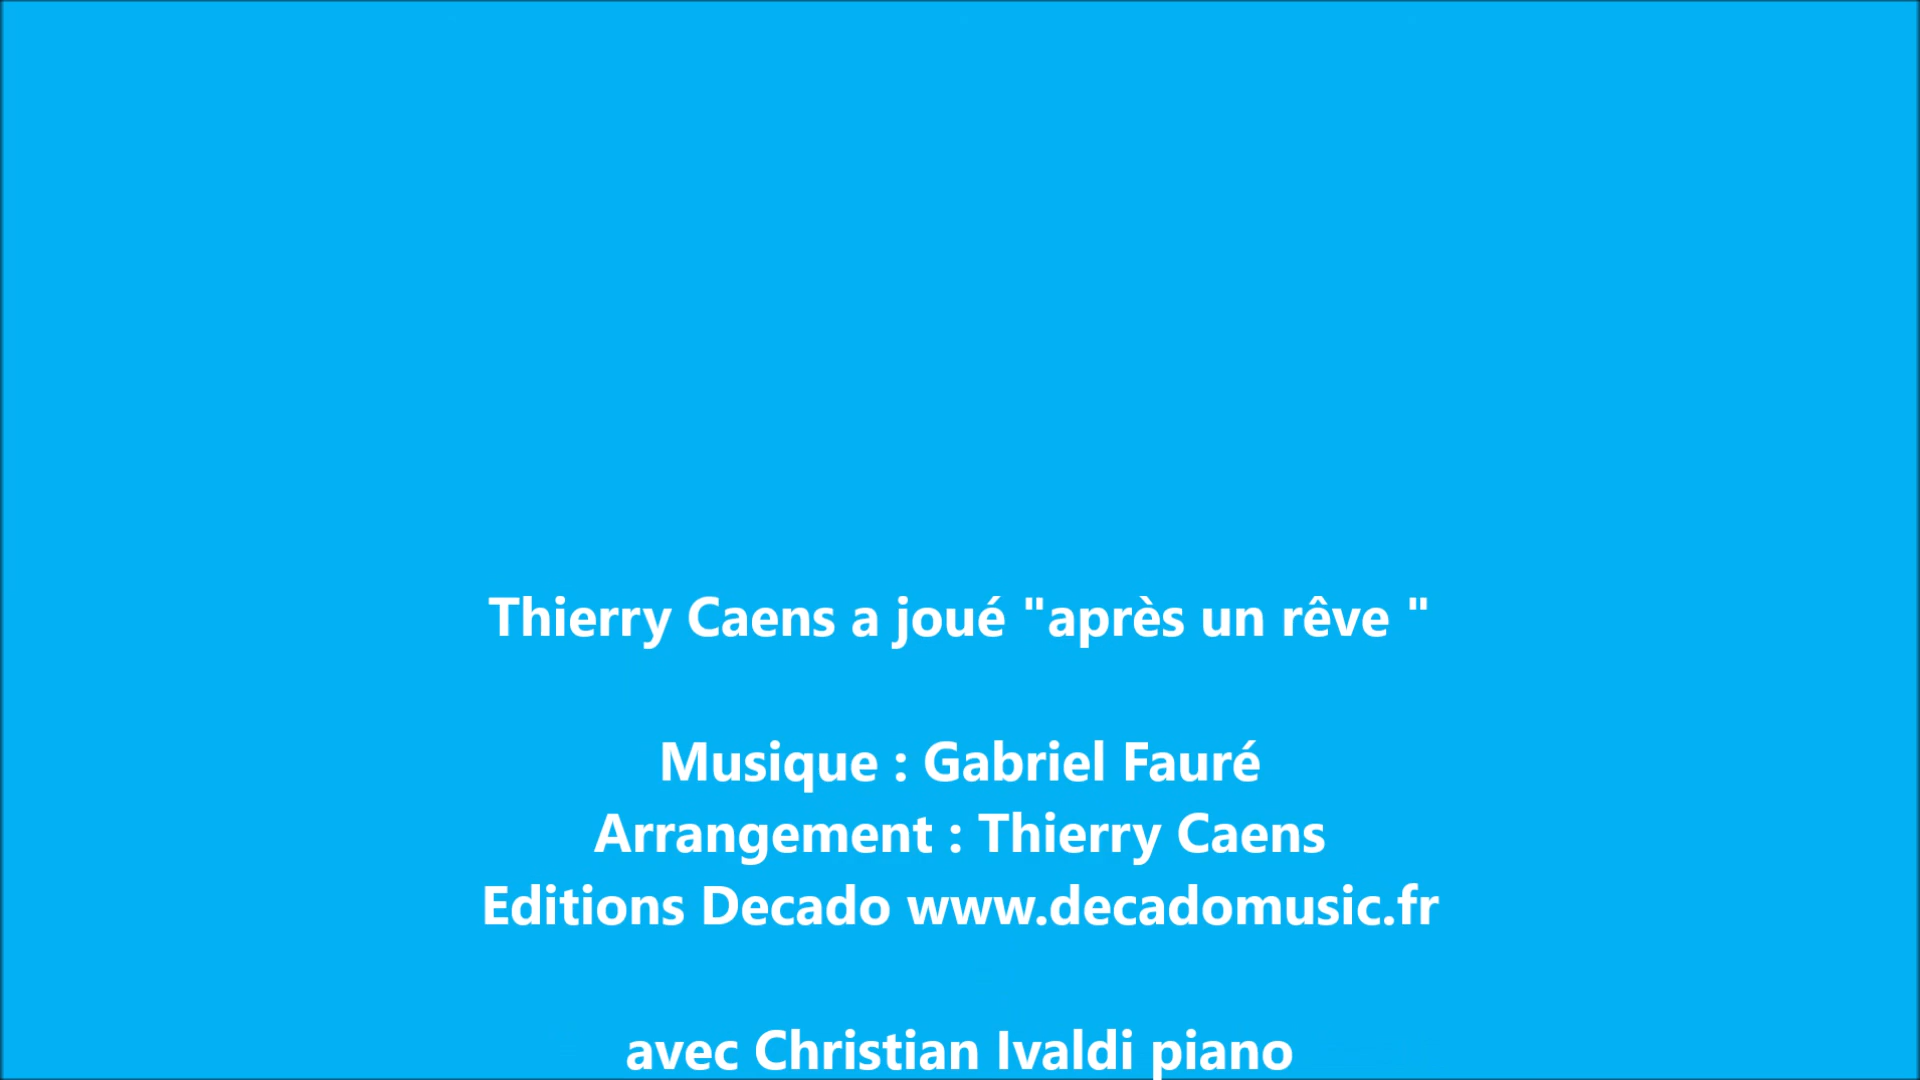 Thierry Caens a joué "après un rêve "
Musique : Gabriel Fauré
Arrangement : Thierry Caens
Editions Decado www.decadomusic.fr
avec Christian Ivaldi piano